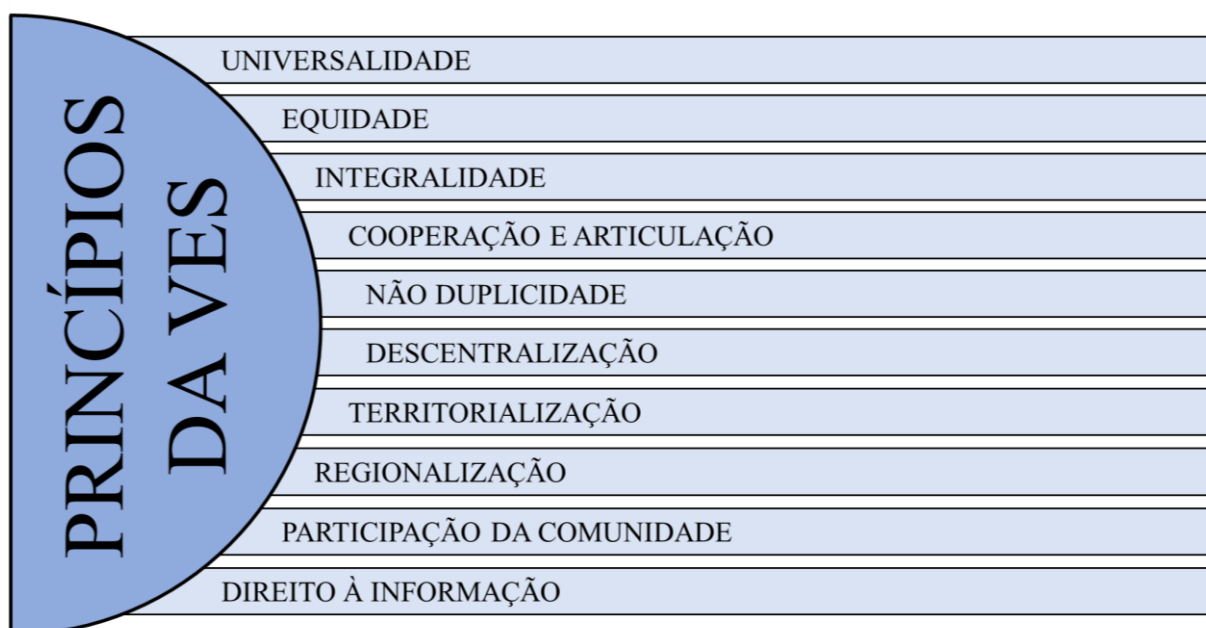 PRINCÍPIOS
DA VES
UNIVERSALIDADE
EQUIDADE
INTEGRALIDADE
COOPERAÇÃO E ARTICULAÇÃO
NÃO DUPLICIDADE
DESCENTRALIZAÇÃO
TERRITORIALIZAÇÃO
REGIONALIZAÇÃO
PARTICIPAÇÃO DA COMUNIDADE
DIREITO À INFORMAÇÃO